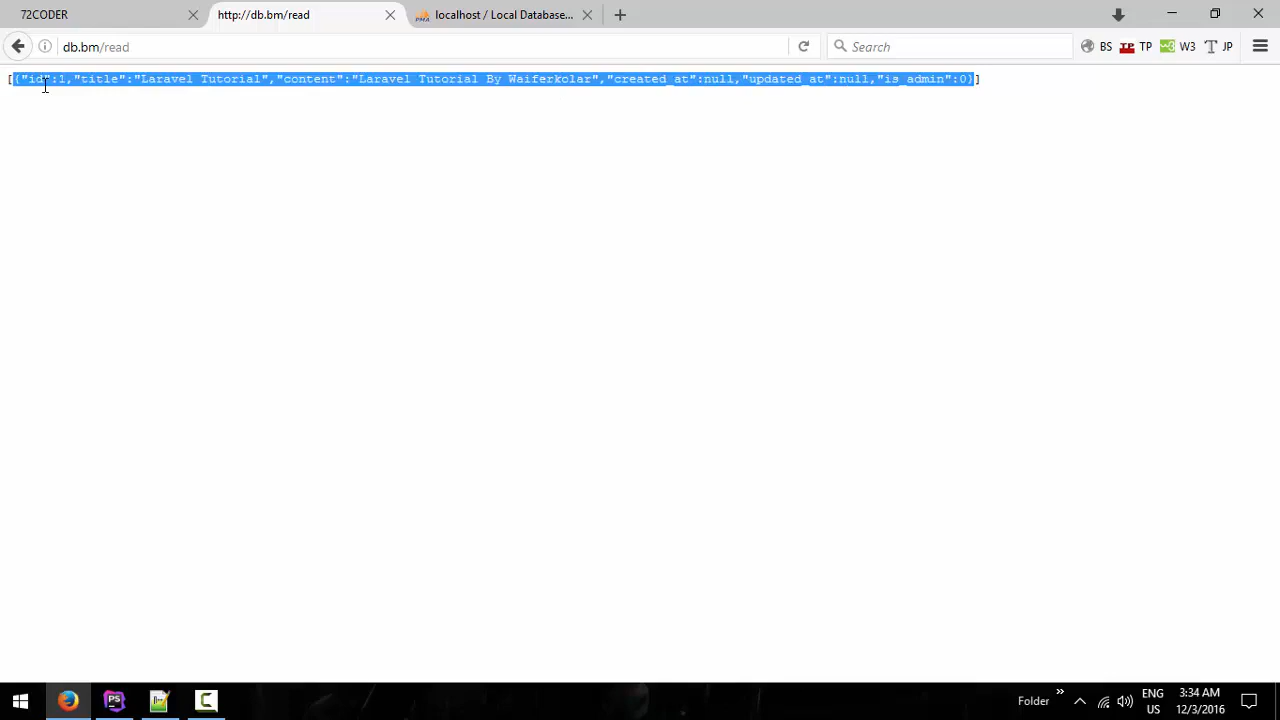 72CODER
http://db.bm/read
localhost / Local Database...
db.bm/read
Search
BS
TP TP
W3 W3
T JP
[{"id":1,"title":"Laravel Tutorial","content":"Laravel Tutorial By Waiferkolar","created_at":null,"updated_at":null,"is_admin":0}]
Folder
ENG
US
3:34 AM
12/3/2016